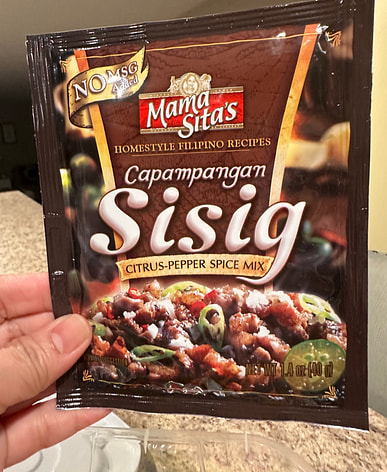 NO MSG
Added
Mama
Sita's
HOMESTYLE FILIPINO RECIPES
Capampangan
Sisig
CITRUS-PEPPER SPICE MIX
NET WT 1.4 oz (40 g)